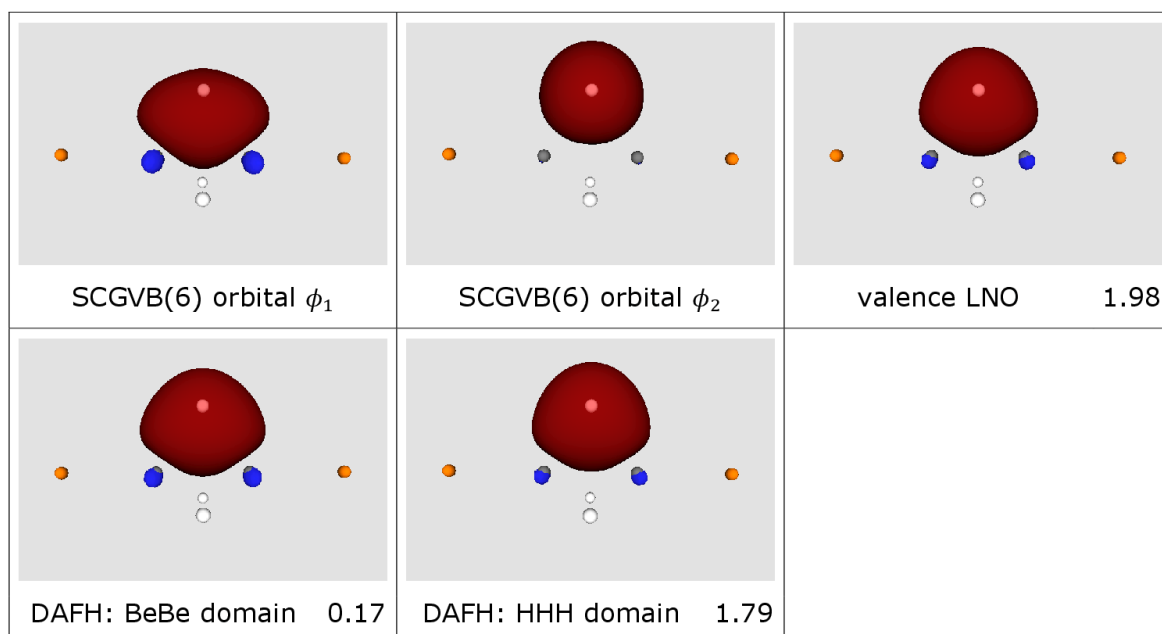 SCGVB(6) orbital ϕ₁
SCGVB(6) orbital ϕ₂
valence LNO 1.98
DAFH: BeBe domain 0.17
DAFH: HHH domain 1.79